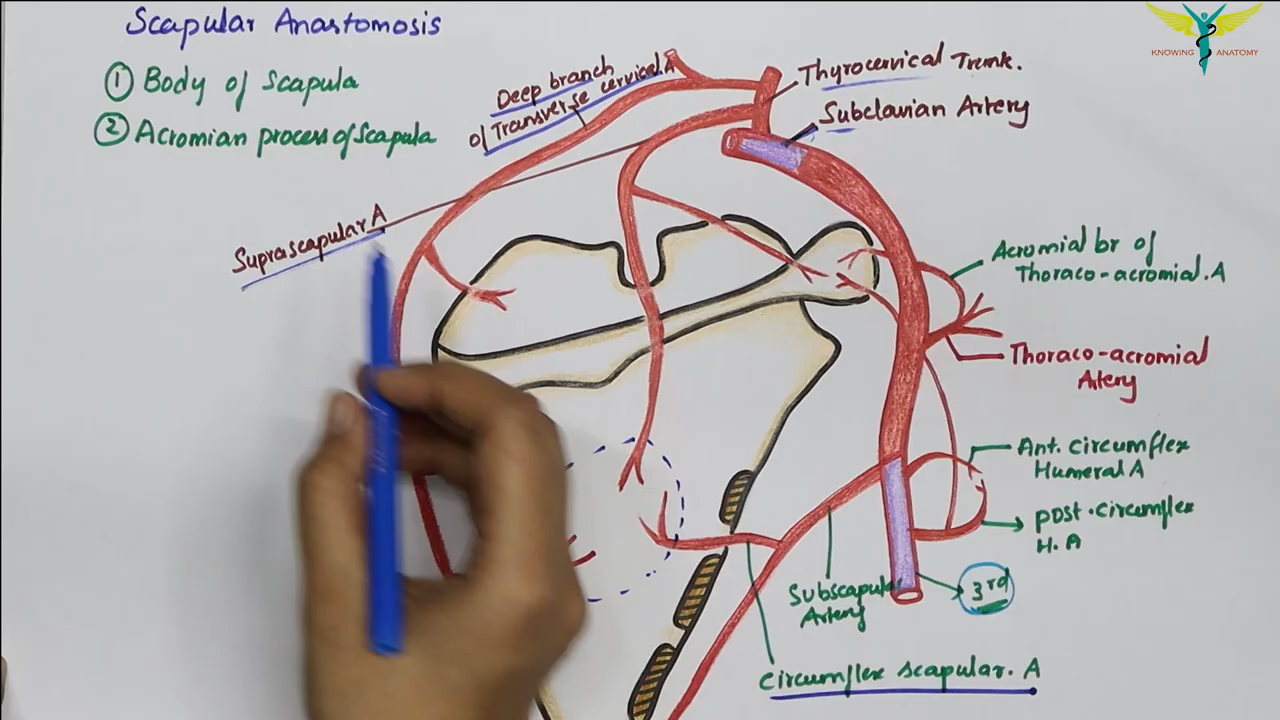 Scapular Anastomosis
① Body of scapula
② Acromian process of scapula
Deep branch
of Transverse cervical.A
Thyrocervical Trunk.
Subclavian Artery
KNOWING ANATOMY
Suprascapular A
Acromial br of
Thoraco-acromial.A
Thoraco-acromial
Artery
Ant. circumflex
Humeral A
post.circumflex
H.A
3rd
Subscapular
Artery
circumflex scapular. A